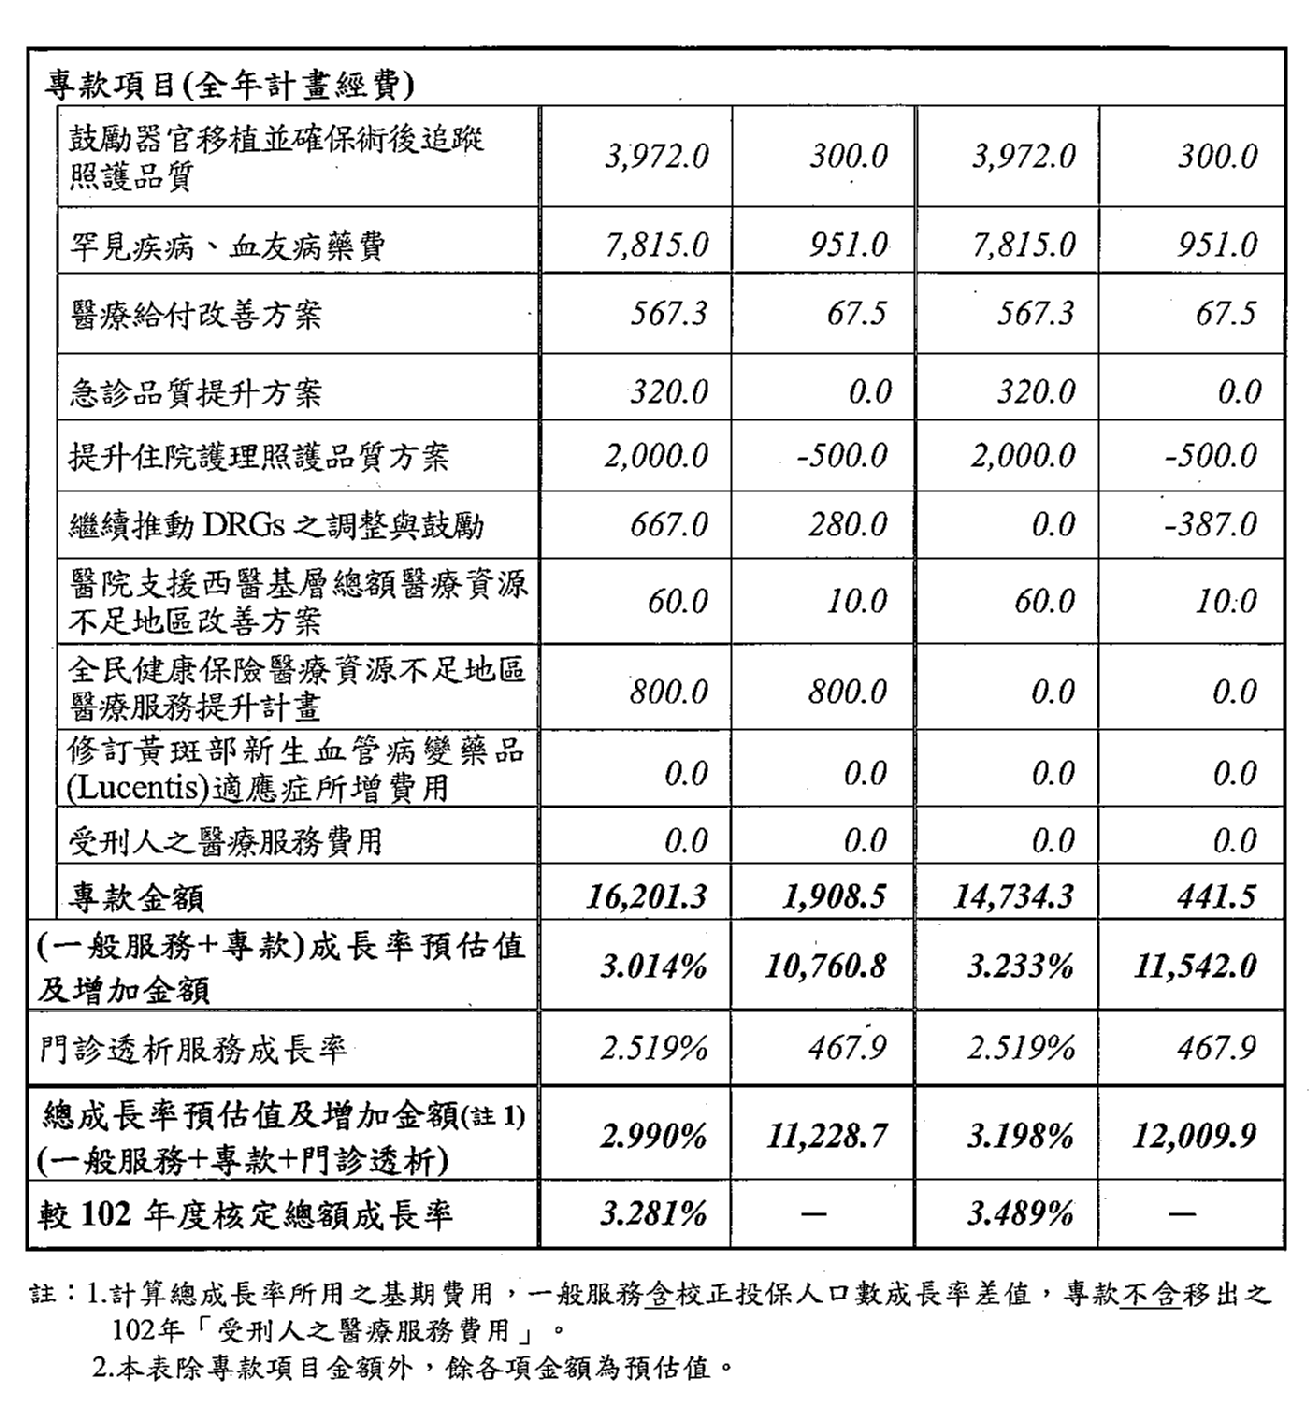 專款項目(全年計畫經費)
鼓勵器官移植並確保術後追蹤
照護品質
3,972.0 300.0 3,972.0 300.0
罕見疾病、血友病藥費 7,815.0 951.0 7,815.0 951.0
醫療給付改善方案 567.3 67.5 567.3 67.5
急診品質提升方案 320.0 0.0 320.0 0.0
提升住院護理照護品質方案 2,000.0 -500.0 2,000.0 -500.0
繼續推動 DRGs 之調整與鼓勵 667.0 280.0 0.0 -387.0
醫院支援西醫基層總額醫療資源
不足地區改善方案
60.0 10.0 60.0 10.0
全民健康保險醫療資源不足地區
醫療服務提升計畫
800.0 800.0 0.0 0.0
修訂黃斑部新生血管病變藥品
(Lucentis)適應症所增費用
0.0 0.0 0.0 0.0
受刑人之醫療服務費用 0.0 0.0 0.0 0.0
專款金額 16,201.3 1,908.5 14,734.3 441.5
(一般服務+專款)成長率預估值
及增加金額
3.014% 10,760.8 3.233% 11,542.0
門診透析服務成長率 2.519% 467.9 2.519% 467.9
總成長率預估值及增加金額(註 1)
(一般服務+專款+門診透析)
2.990% 11,228.7 3.198% 12,009.9
較 102 年度核定總額成長率 3.281% — 3.489% —
註：1.計算總成長率所用之基期費用，一般服務含校正投保人口數成長率差值，專款不含移出之
102年「受刑人之醫療服務費用」。
2.本表除專款項目金額外，餘各項金額為預估值。